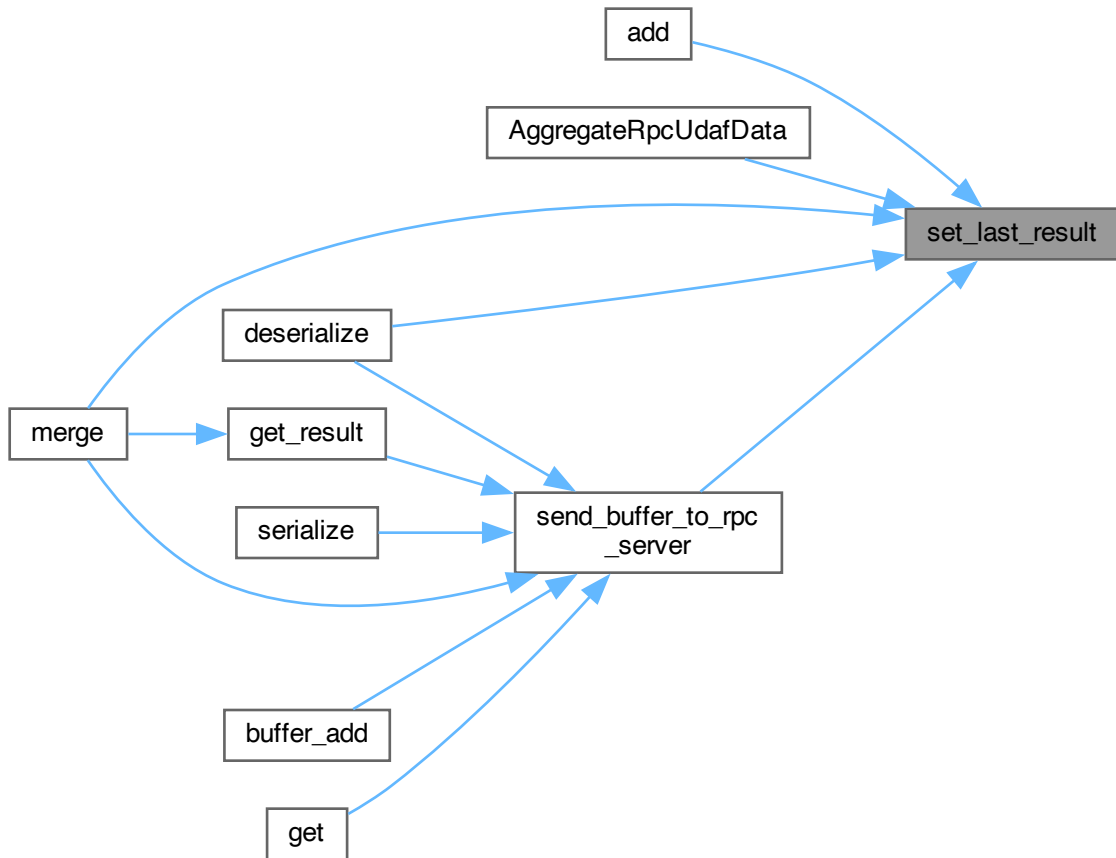 add
AggregateRpcUdafData
set_last_result
deserialize
merge
get_result
send_buffer_to_rpc
_server
serialize
buffer_add
get